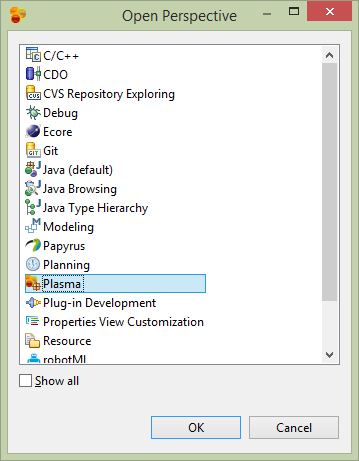 Open Perspective
C/C++
CDO
CVS Repository Exploring
Debug
Ecore
Git
Java (default)
Java Browsing
Java Type Hierarchy
Modeling
Papyrus
Planning
Plasma
Plug-in Development
Properties View Customization
Resource
robotML
Show all
OK
Cancel